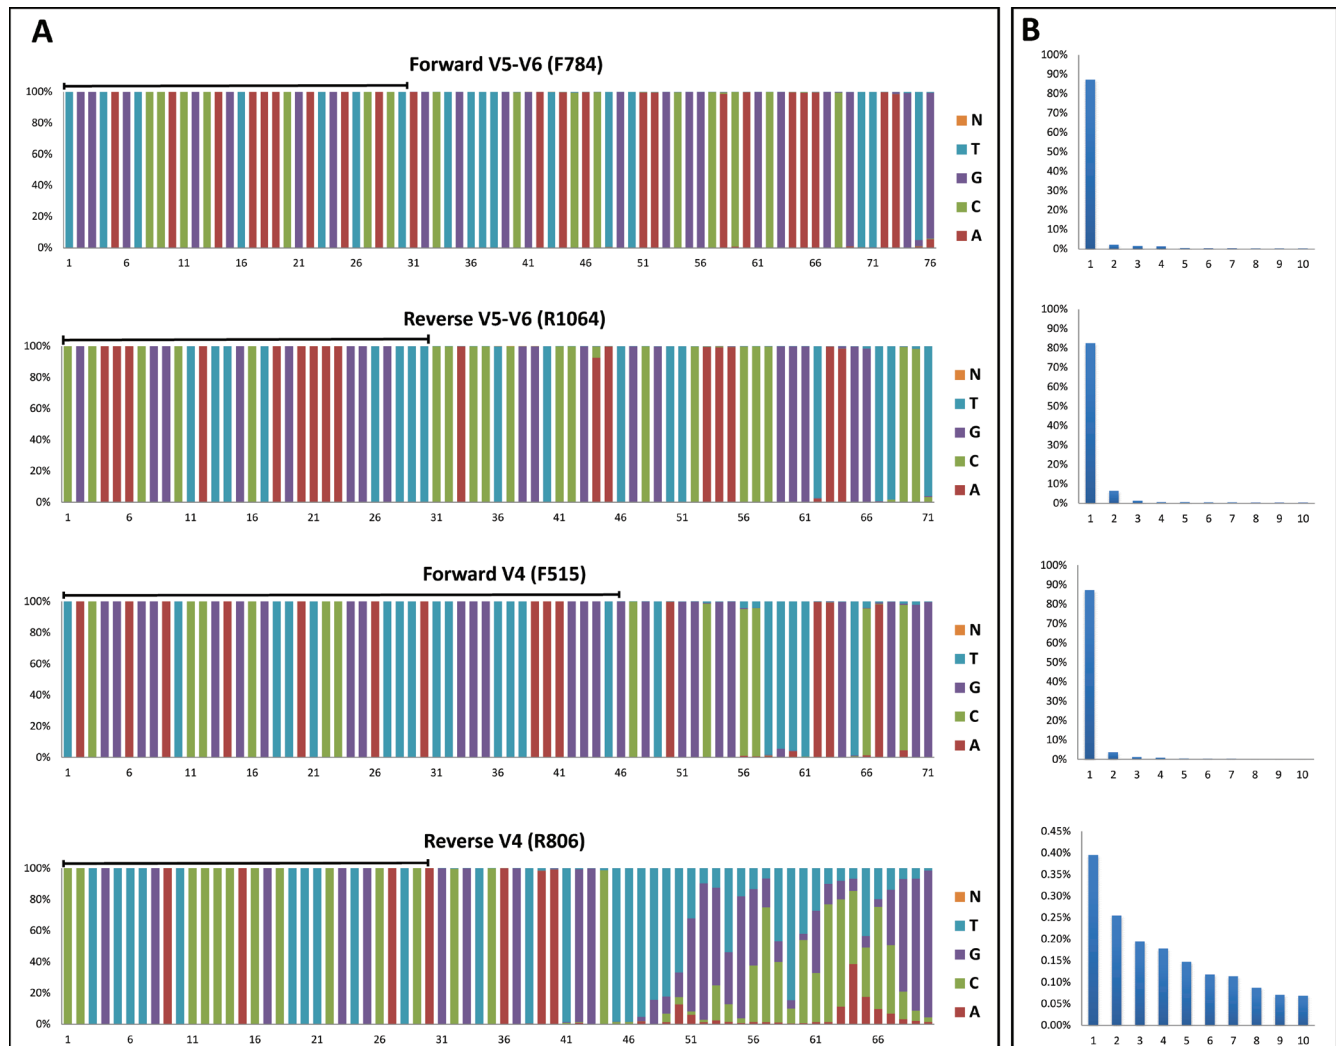 A
Forward V5-V6 (F784)
100%
80%
60%
40%
20%
0%
1 6 11 16 21 26 31 36 41 46 51 56 61 66 71 76
N
T
G
C
A
Reverse V5-V6 (R1064)
100%
80%
60%
40%
20%
0%
1 6 11 16 21 26 31 36 41 46 51 56 61 66 71
N
T
G
C
A
Forward V4 (F515)
100%
80%
60%
40%
20%
0%
1 6 11 16 21 26 31 36 41 46 51 56 61 66 71
N
T
G
C
A
Reverse V4 (R806)
100%
80%
60%
40%
20%
0%
1 6 11 16 21 26 31 36 41 46 51 56 61 66
N
T
G
C
A
B
100%
90%
80%
70%
60%
50%
40%
30%
20%
10%
0%
1 2 3 4 5 6 7 8 9 10
100%
90%
80%
70%
60%
50%
40%
30%
20%
10%
0%
1 2 3 4 5 6 7 8 9 10
100%
90%
80%
70%
60%
50%
40%
30%
20%
10%
0%
1 2 3 4 5 6 7 8 9 10
0.45%
0.40%
0.35%
0.30%
0.25%
0.20%
0.15%
0.10%
0.05%
0.00%
1 2 3 4 5 6 7 8 9 10